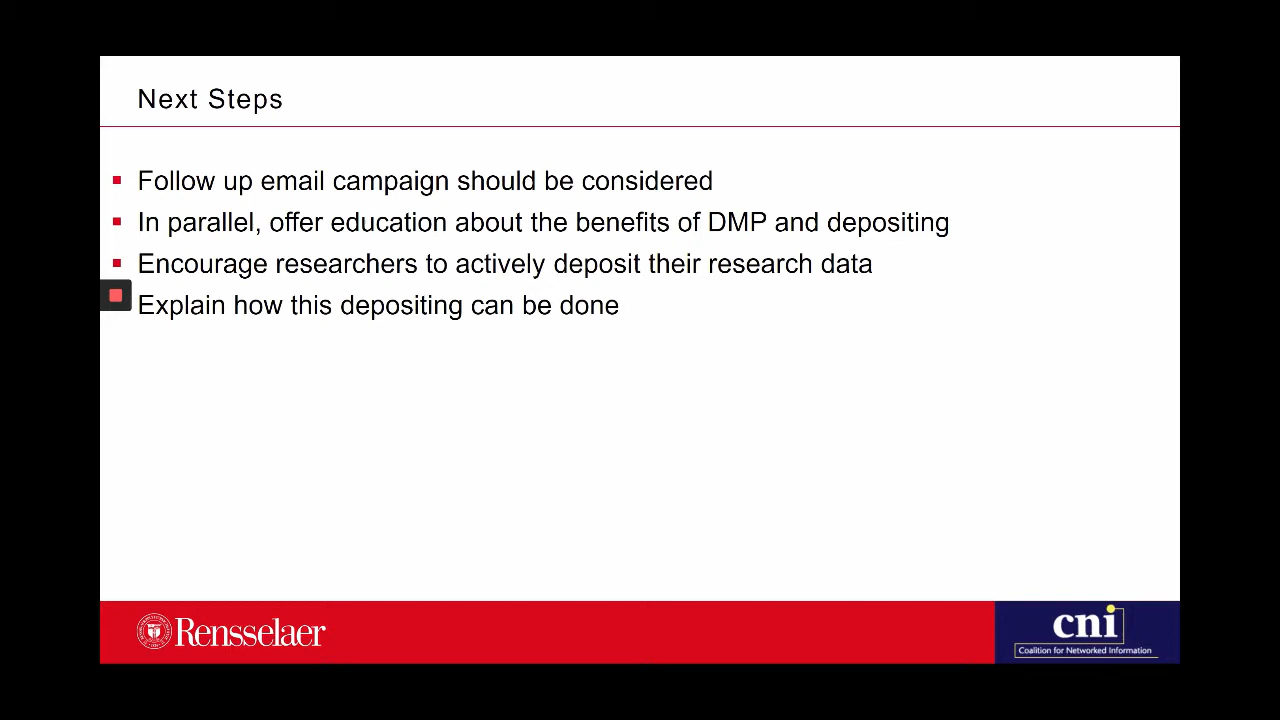 Next Steps
Follow up email campaign should be considered
In parallel, offer education about the benefits of DMP and depositing
Encourage researchers to actively deposit their research data
Explain how this depositing can be done
Rensselaer
cni
Coalition for Networked Information